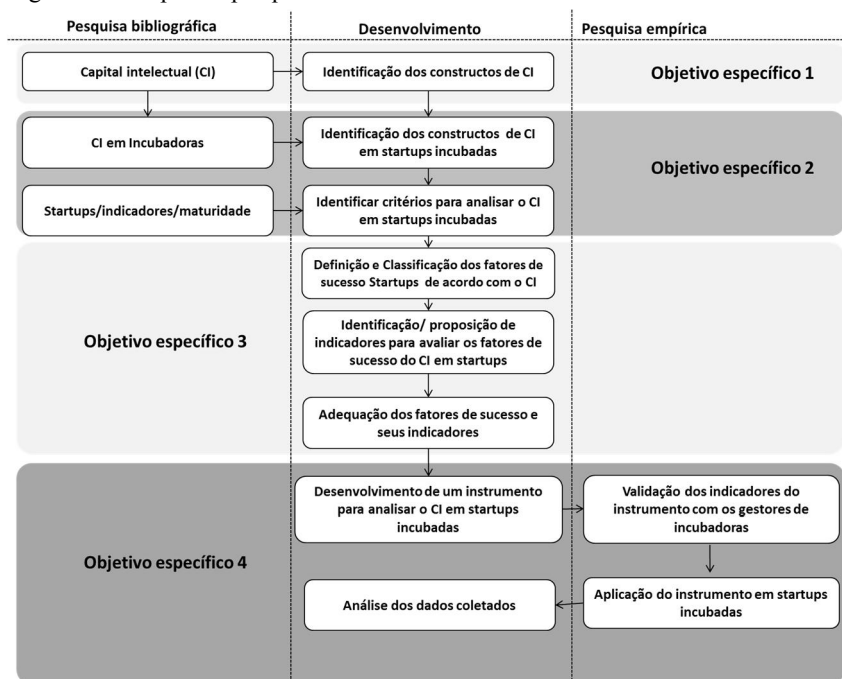 Pesquisa bibliográfica
Desenvolvimento
Pesquisa empírica
Capital intelectual (CI)
Identificação dos constructos de CI
Objetivo específico 1
CI em Incubadoras
Identificação dos constructos de CI
em startups incubadas
Objetivo específico 2
Startups/indicadores/maturidade
Identificar critérios para analisar o CI
em startups incubadas
Definição e Classificação dos fatores de
sucesso Startups de acordo com o CI
Objetivo específico 3
Identificação/ proposição de
indicadores para avaliar os fatores de
sucesso do CI em startups
Adequação dos fatores de sucesso e
seus indicadores
Desenvolvimento de um instrumento
para analisar o CI em startups
incubadas
Validação dos indicadores do
instrumento com os gestores de
incubadoras
Objetivo específico 4
Análise dos dados coletados
Aplicação do instrumento em startups
incubadas